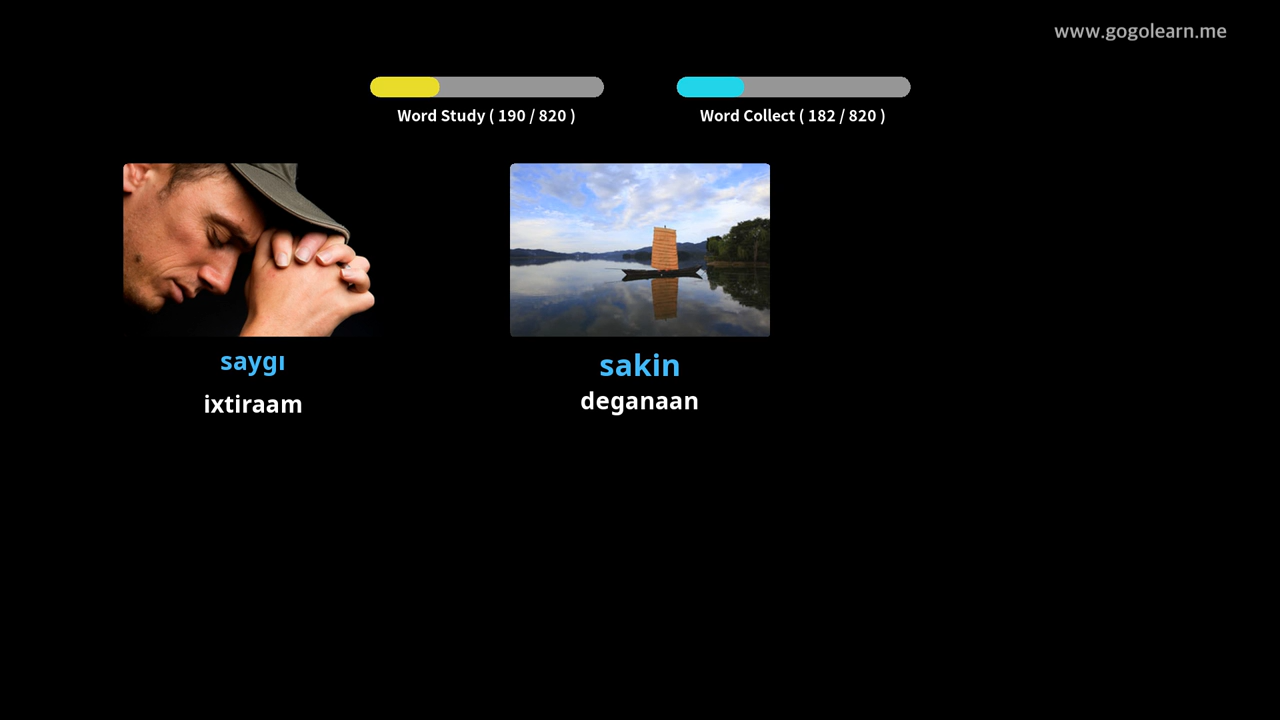 www.gogolearn.me
Word Study ( 190 / 820 )
Word Collect ( 182 / 820 )
saygı
ixtiraam
sakin
deganaan